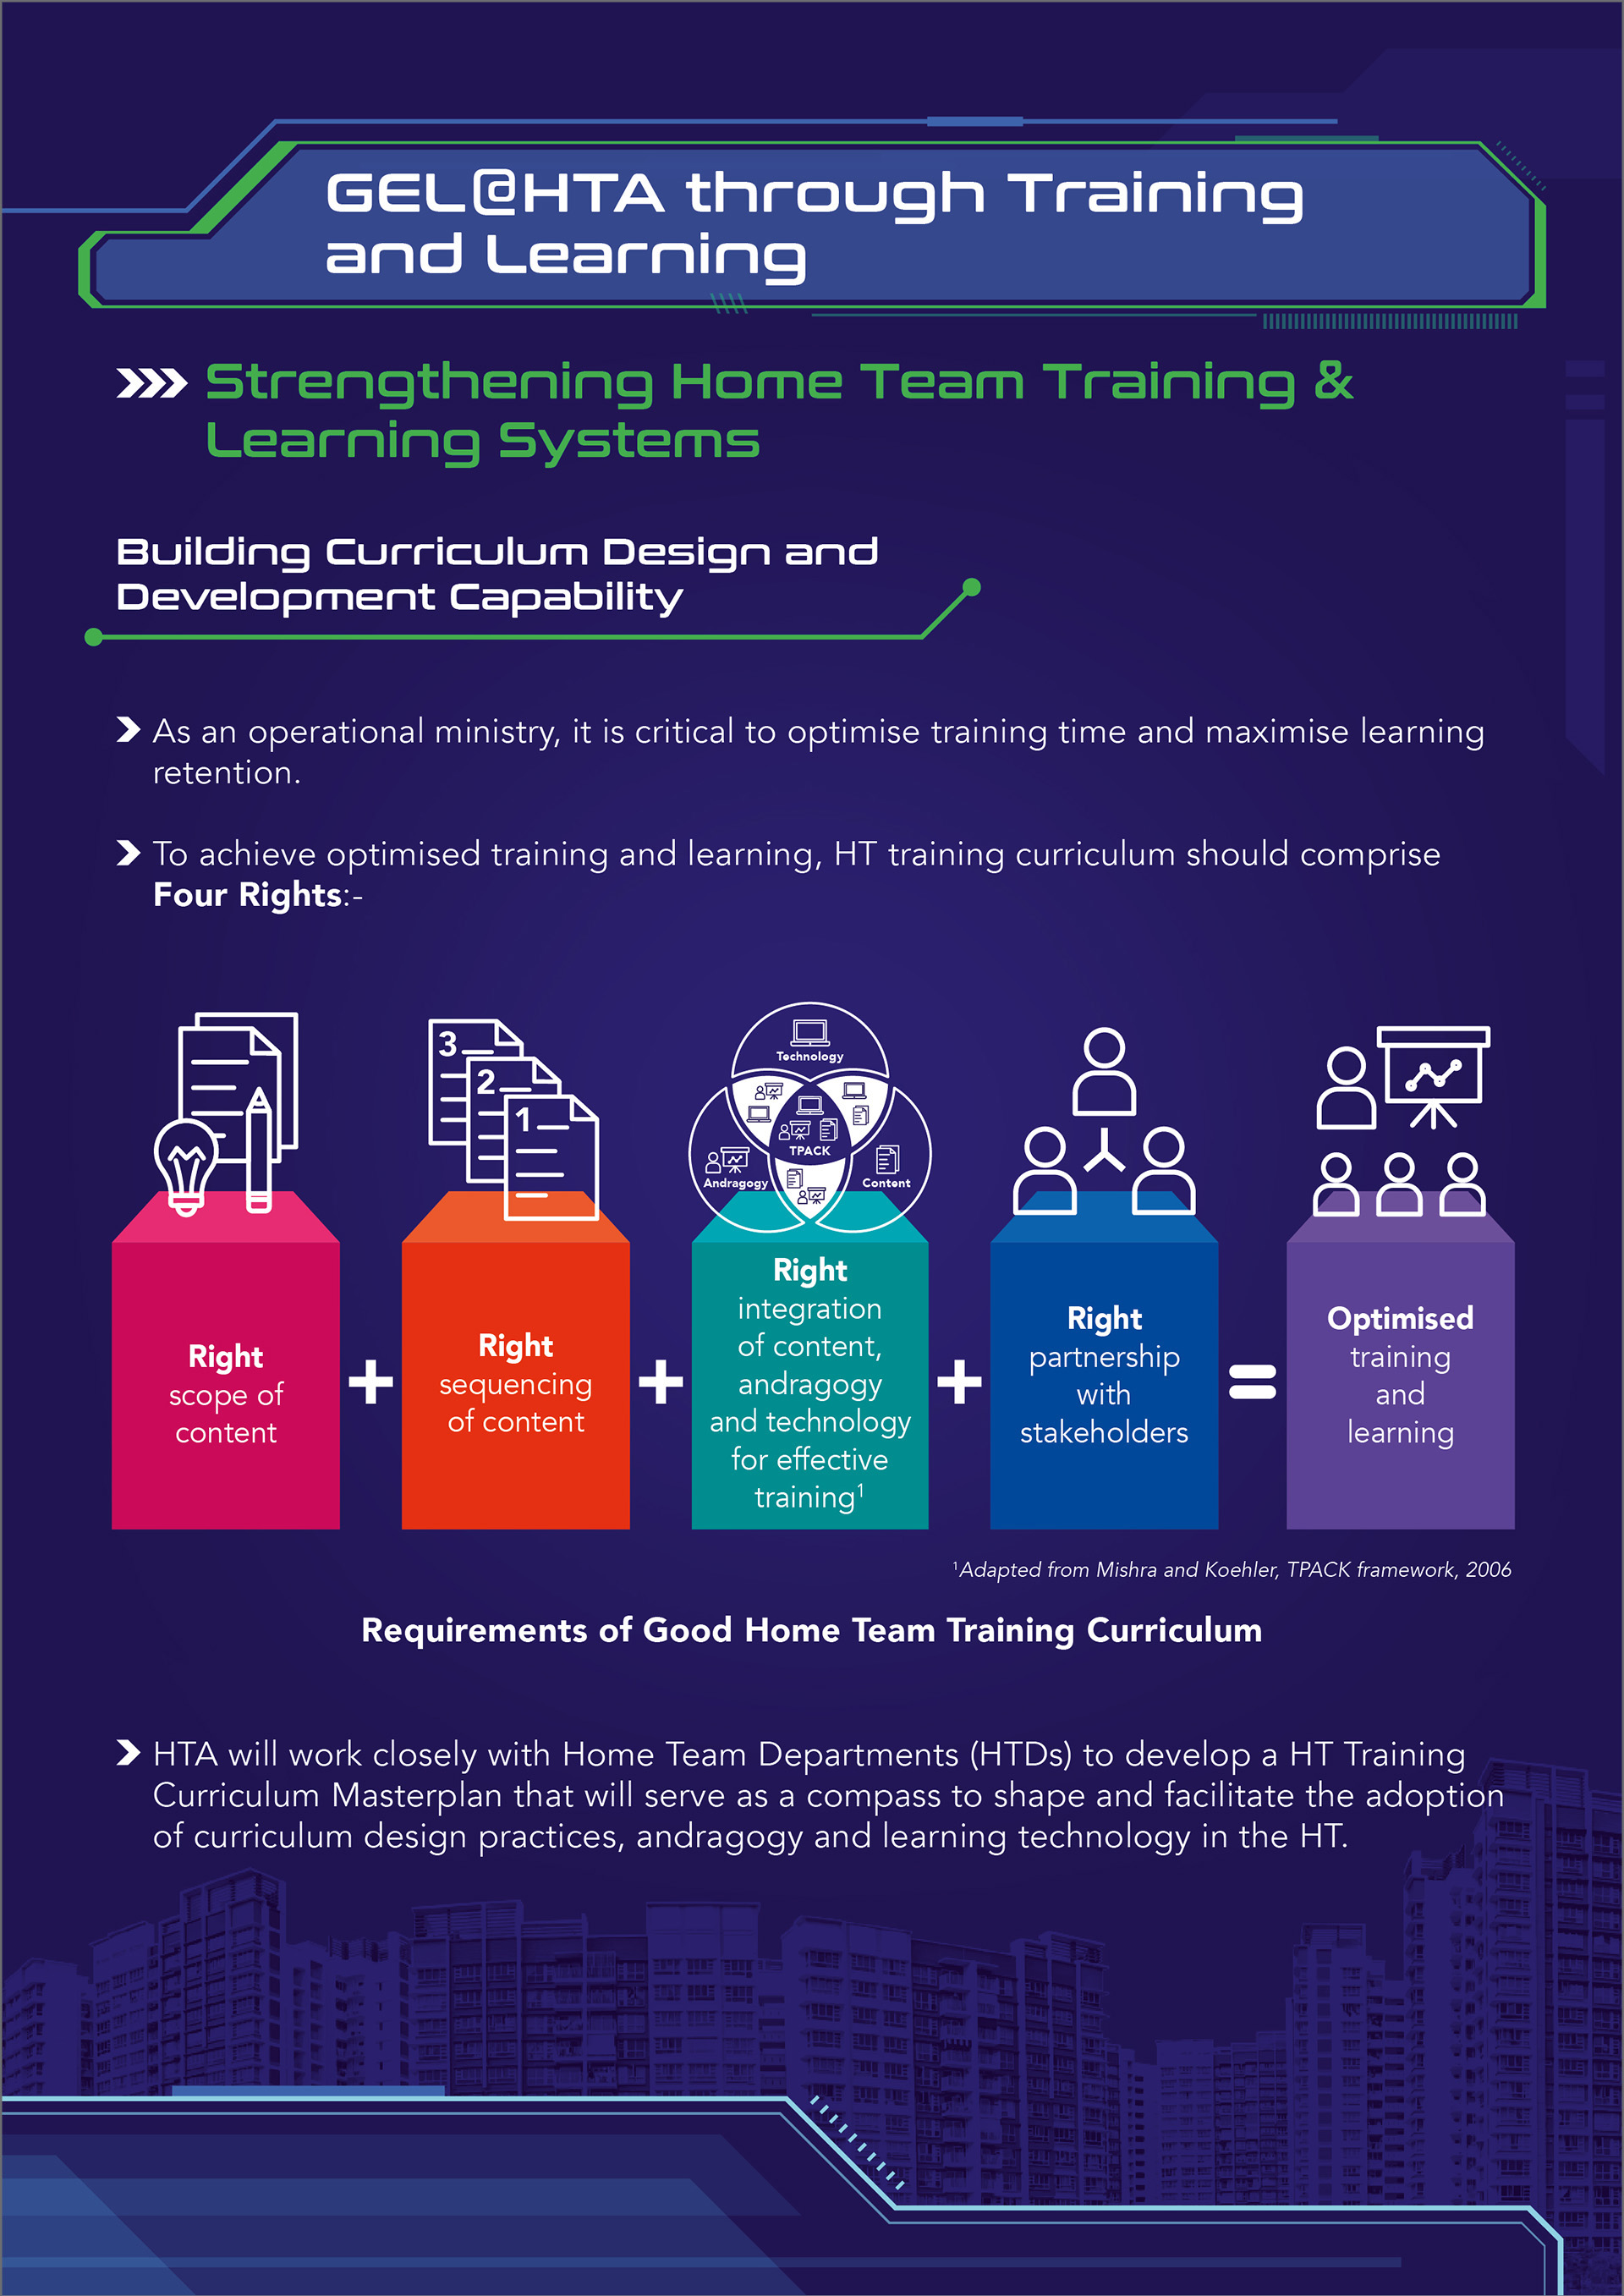 GEL@HTA through Training
and Learning
Strengthening Home Team Training &
Learning Systems
Building Curriculum Design and
Development Capability
As an operational ministry, it is critical to optimise training time and maximise learning
retention.
To achieve optimised training and learning, HT training curriculum should comprise
Four Rights:-
3
2
1
Technology
TPACK
Andragogy
Content
Right
scope of
content
+
Right
sequencing
of content
+
Right
integration
of content,
andragogy
and technology
for effective
training¹
+
Right
partnership
with
stakeholders
=
Optimised
training
and
learning
¹Adapted from Mishra and Koehler, TPACK framework, 2006
Requirements of Good Home Team Training Curriculum
HTA will work closely with Home Team Departments (HTDs) to develop a HT Training
Curriculum Masterplan that will serve as a compass to shape and facilitate the adoption
of curriculum design practices, andragogy and learning technology in the HT.